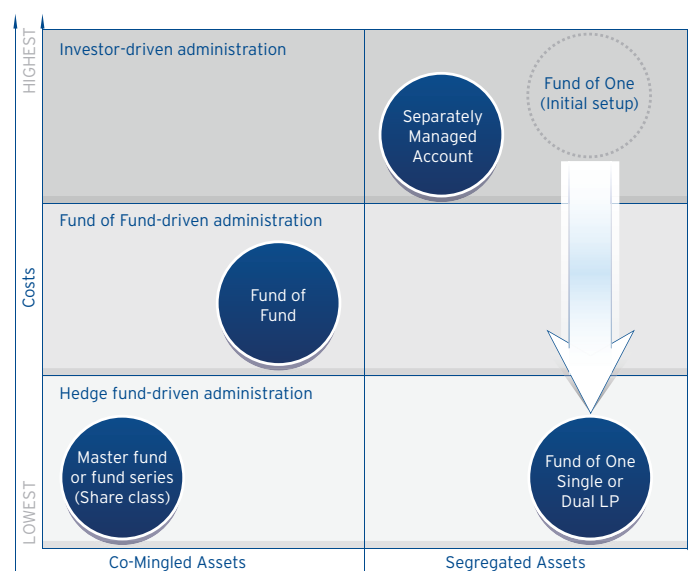 HIGHEST
Investor-driven administration
Fund of One
(Initial setup)
Separately
Managed
Account
Fund of Fund-driven administration
Costs
Fund of
Fund
Hedge fund-driven administration
Master fund
or fund series
(Share class)
Fund of One
Single or
Dual LP
LOWEST
Co-Mingled Assets
Segregated Assets